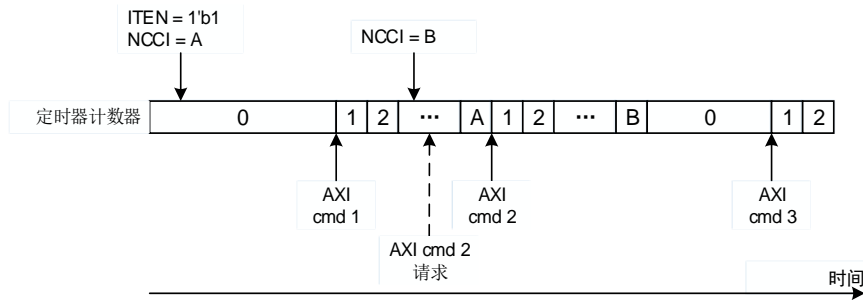 ITEN = 1'b1
NCCI = A
NCCI = B
定时器计数器 0 1 2 ··· A 1 2 ··· B 0 1 2
AXI
cmd 1
AXI
cmd 2
AXI
cmd 3
AXI cmd 2
请求
时间